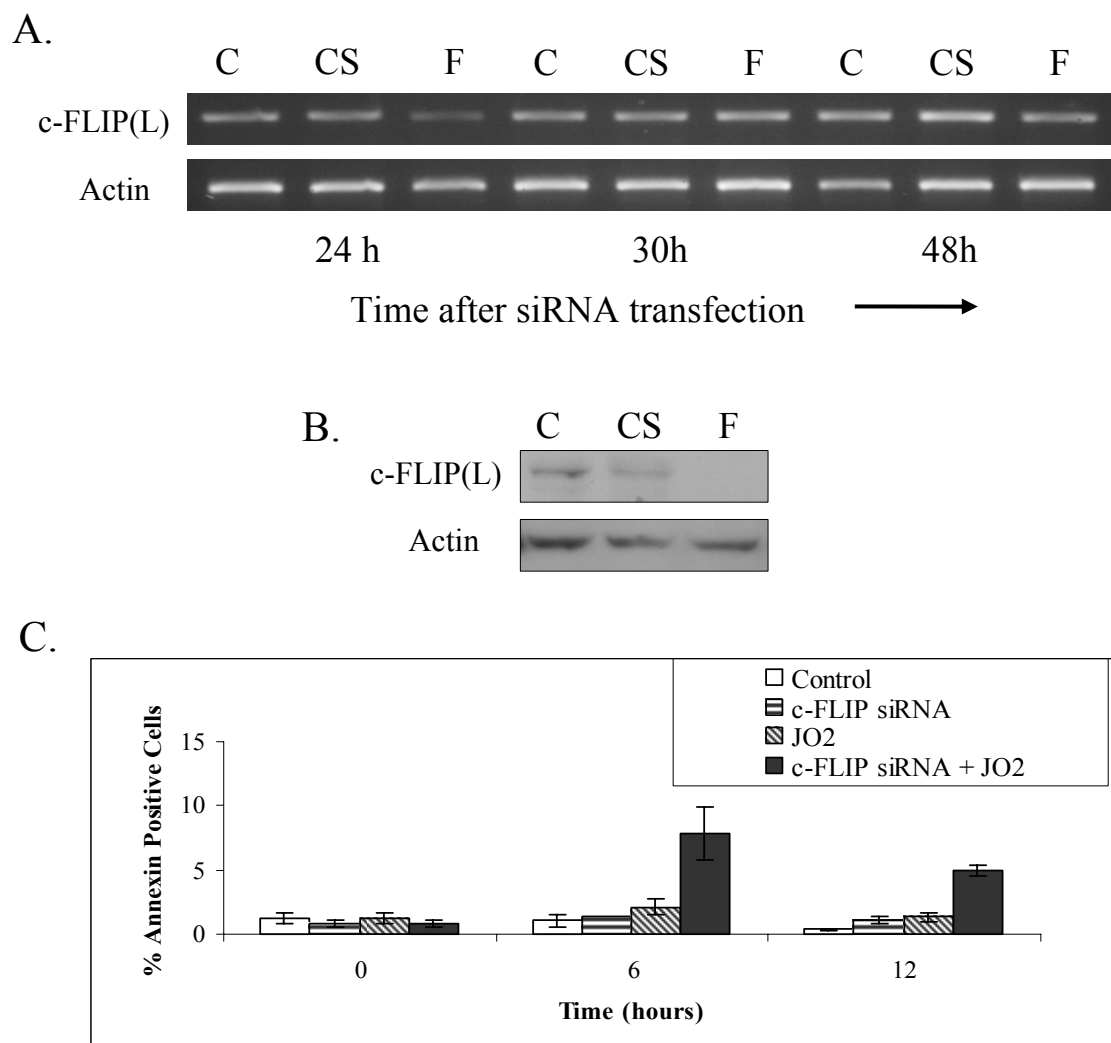 A.
C CS F C CS F C CS F
c-FLIP(L)
Actin
24 h 30h 48h
Time after siRNA transfection
B.
C CS F
c-FLIP(L)
Actin
C.
Control
c-FLIP siRNA
JO2
c-FLIP siRNA + JO2
% Annexin Positive Cells
15
10
5
0
0 6 12
Time (hours)